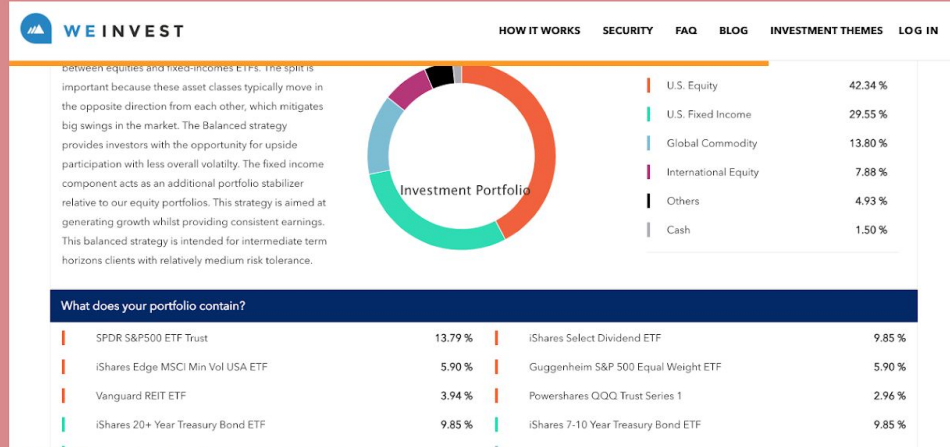 WEINVEST
HOW IT WORKS SECURITY FAQ BLOG INVESTMENT THEMES LOG IN
between equities and fixed-incomes ETFs. The split is
important because these asset classes typically move in
the opposite direction from each other, which mitigates
big swings in the market. The Balanced strategy
provides investors with the opportunity for upside
participation with less overall volatilty. The fixed income
component acts as an additional portfolio stabilizer
relative to our equity portfolios. This strategy is aimed at
generating growth whilst providing consistent earnings.
This balanced strategy is intended for intermediate term
horizons clients with relatively medium risk tolerance.
Investment Portfolio
U.S. Equity 42.34 %
U.S. Fixed Income 29.55 %
Global Commodity 13.80 %
International Equity 7.88 %
Others 4.93 %
Cash 1.50 %
What does your portfolio contain?
SPDR S&P500 ETF Trust 13.79 % iShares Select Dividend ETF 9.85 %
iShares Edge MSCI Min Vol USA ETF 5.90 % Guggenheim S&P 500 Equal Weight ETF 5.90 %
Vanguard REIT ETF 3.94 % Powershares QQQ Trust Series 1 2.96 %
iShares 20+ Year Treasury Bond ETF 9.85 % iShares 7-10 Year Treasury Bond ETF 9.85 %